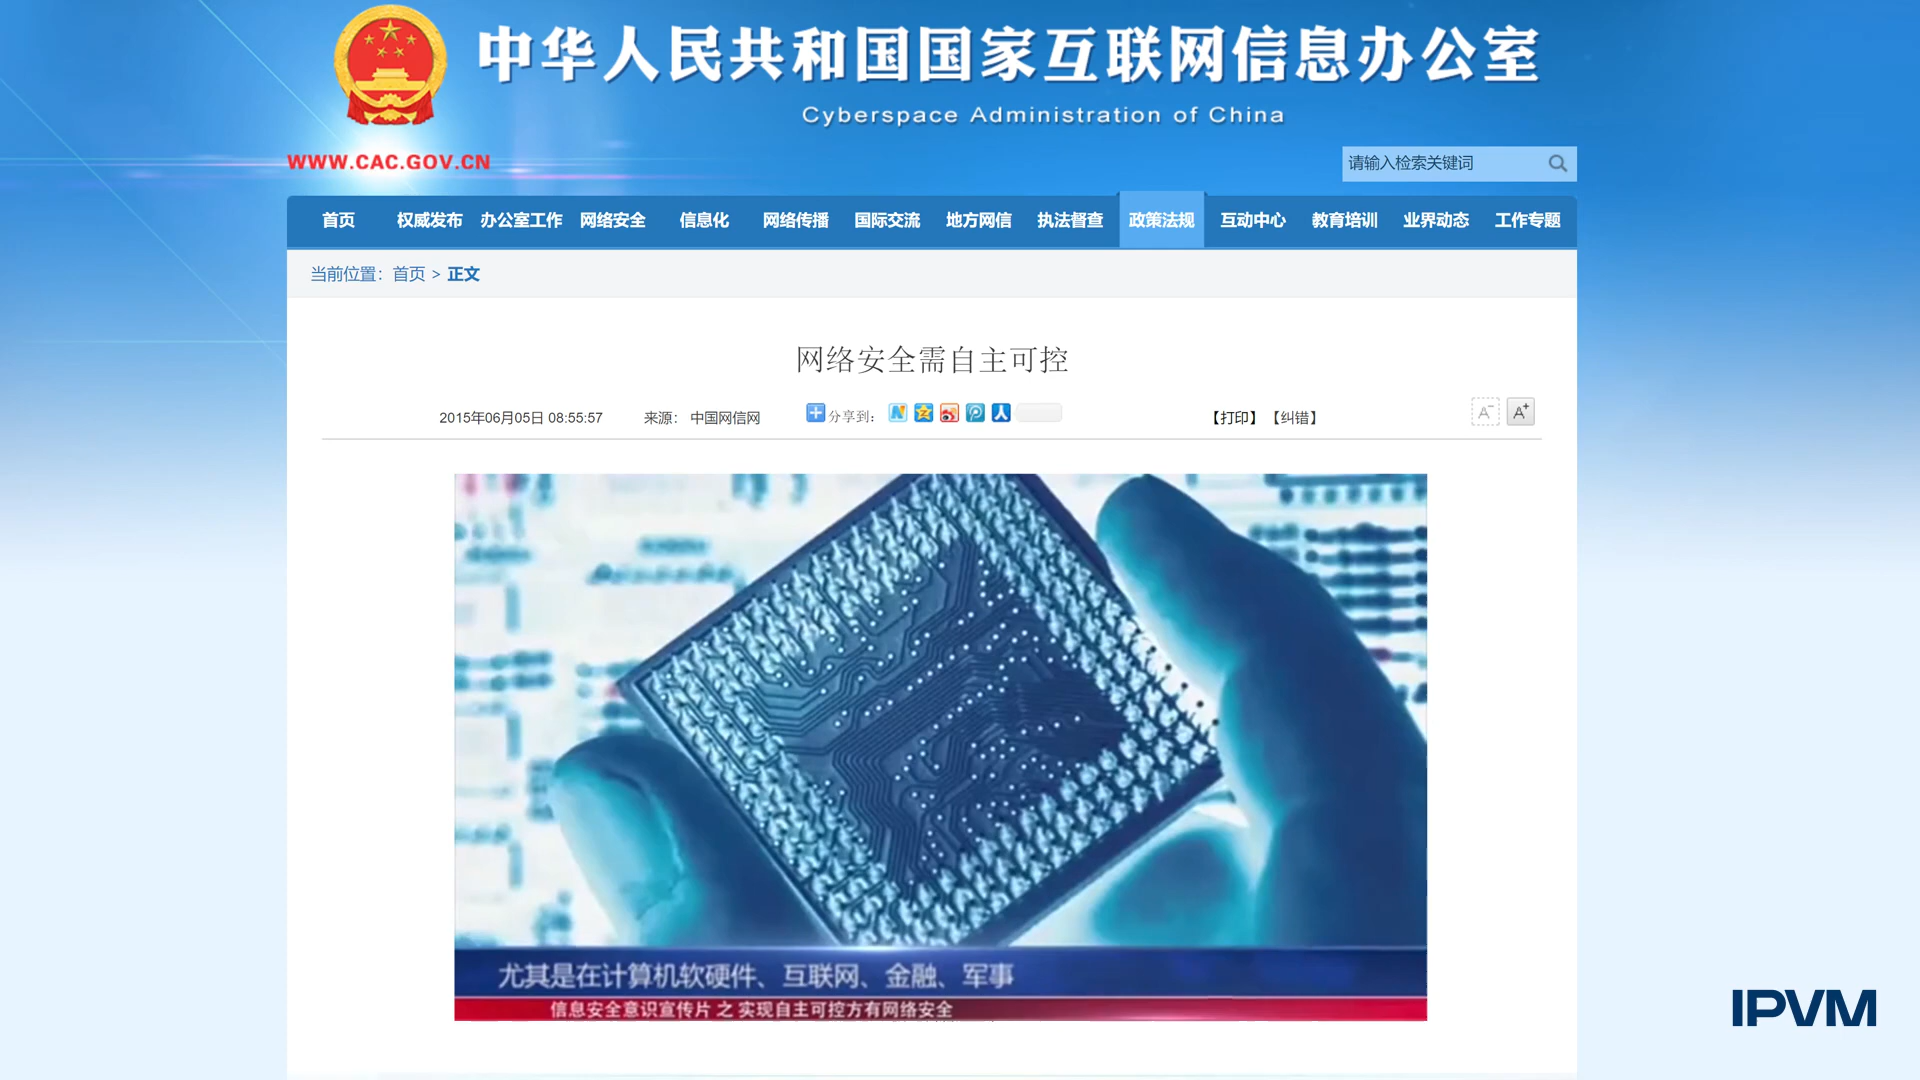 中华人民共和国国家互联网信息办公室
Cyberspace Administration of China
WWW.CAC.GOV.CN
请输入检索关键词
首页 权威发布 办公室工作 网络安全 信息化 网络传播 国际交流 地方网信 执法督查 政策法规 互动中心 教育培训 业界动态 工作专题
当前位置： 首页 > 正文
网络安全需自主可控
2015年06月05日 08:55:57 来源： 中国网信网 分享到： 【打印】 【纠错】 A- A+
尤其是在计算机软硬件、互联网、金融、军事
信息安全意识宣传片 之 实现自主可控方有网络安全
IPVM